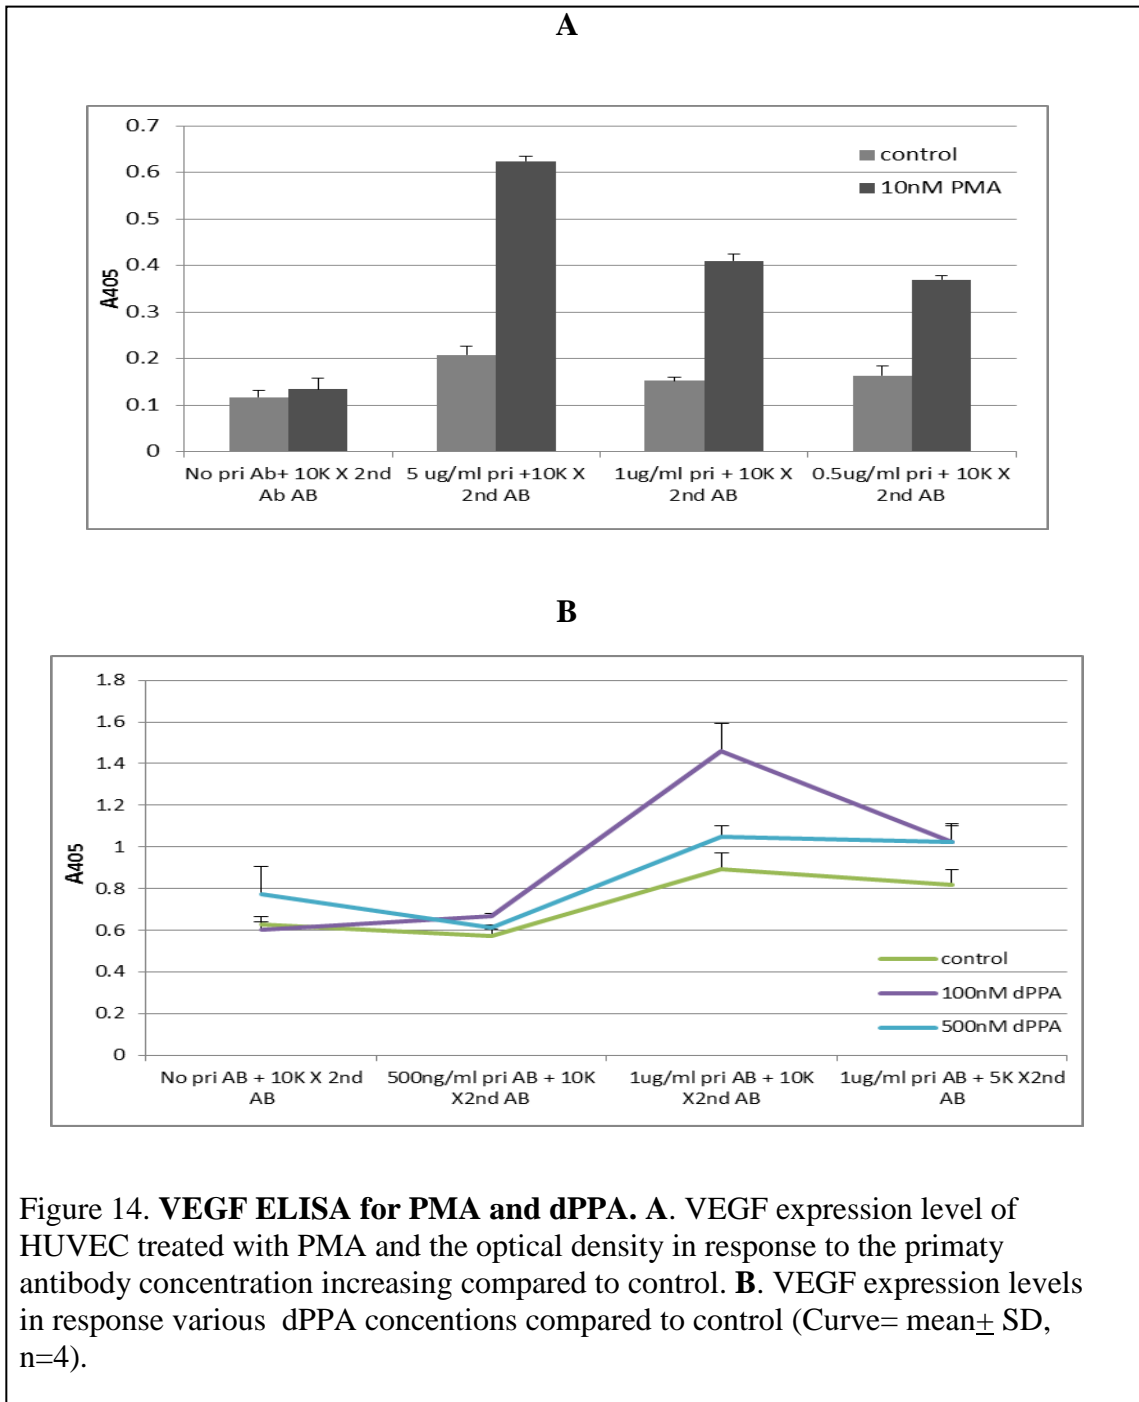 A
0.7
0.6
0.5
0.4
0.3
0.2
0.1
0
A405
control
10nM PMA
No pri Ab+ 10K X 2nd
Ab AB
5 ug/ml pri +10K X
2nd AB
1ug/ml pri + 10K X
2nd AB
0.5ug/ml pri + 10K X
2nd AB
B
1.8
1.6
1.4
1.2
1
0.8
0.6
0.4
0.2
0
A405
control
100nM dPPA
500nM dPPA
No pri AB + 10K X 2nd
AB
500ng/ml pri AB + 10K
X2nd AB
1ug/ml pri AB + 10K
X2nd AB
1ug/ml pri AB + 5K X2nd
AB
Figure 14. VEGF ELISA for PMA and dPPA. A. VEGF expression level of
HUVEC treated with PMA and the optical density in response to the primaty
antibody concentration increasing compared to control. B. VEGF expression levels
in response various dPPA concentions compared to control (Curve= mean± SD,
n=4).